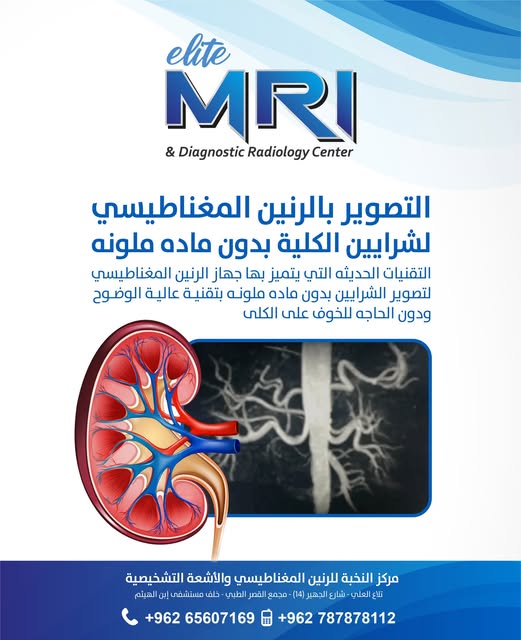 elite
MRI
& Diagnostic Radiology Center
التصوير بالرنين المغناطيسي
لشرايين الكلية بدون ماده ملونه
التقنيات الحديثه التي يتميز بها جهاز الرنين المغناطيسي
لتصوير الشرايين بدون ماده ملونه بتقنية عالية الوضوح
ودون الحاجه للخوف على الكلى
مركز النخبة للرنين المغناطيسي والأشعة التشخيصية
تلاع العلي - شارع الجهير (14) - مجمع القصر الطبي - خلف مستشفى إبن الهيثم
+962 65607169 +962 787878112